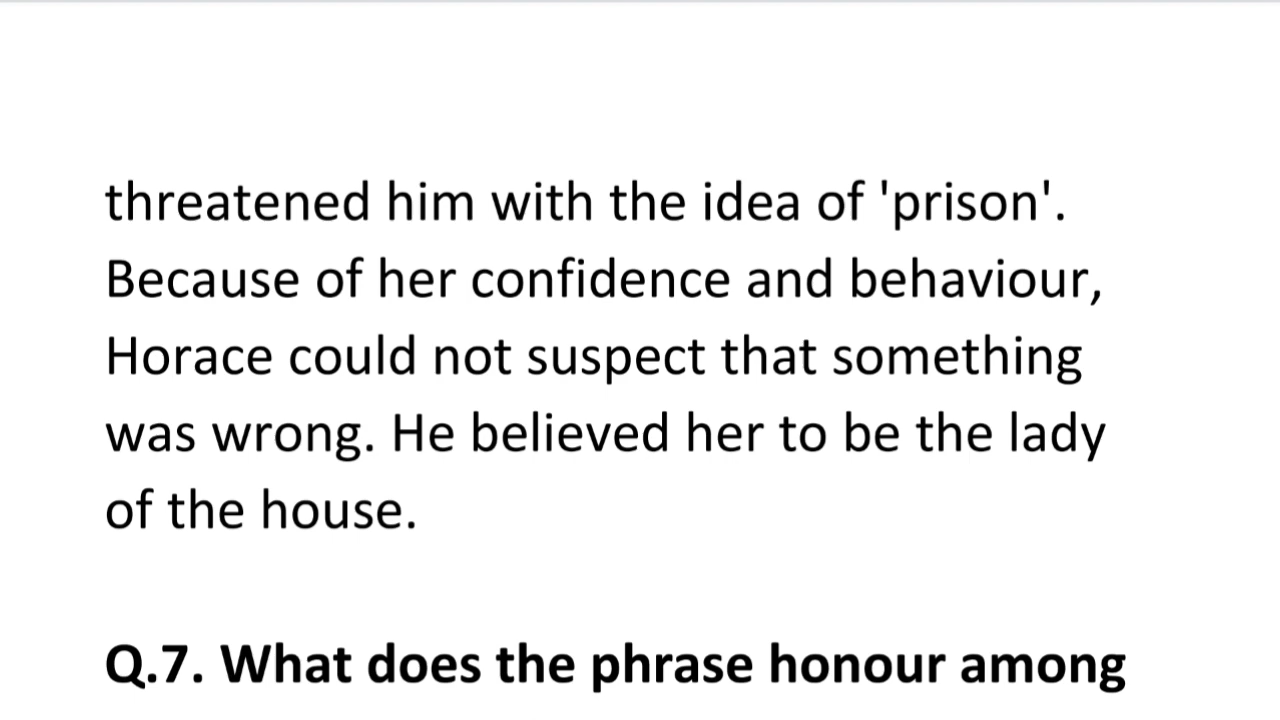 threatened him with the idea of 'prison'.
Because of her confidence and behaviour,
Horace could not suspect that something
was wrong. He believed her to be the lady
of the house.
Q.7. What does the phrase honour among